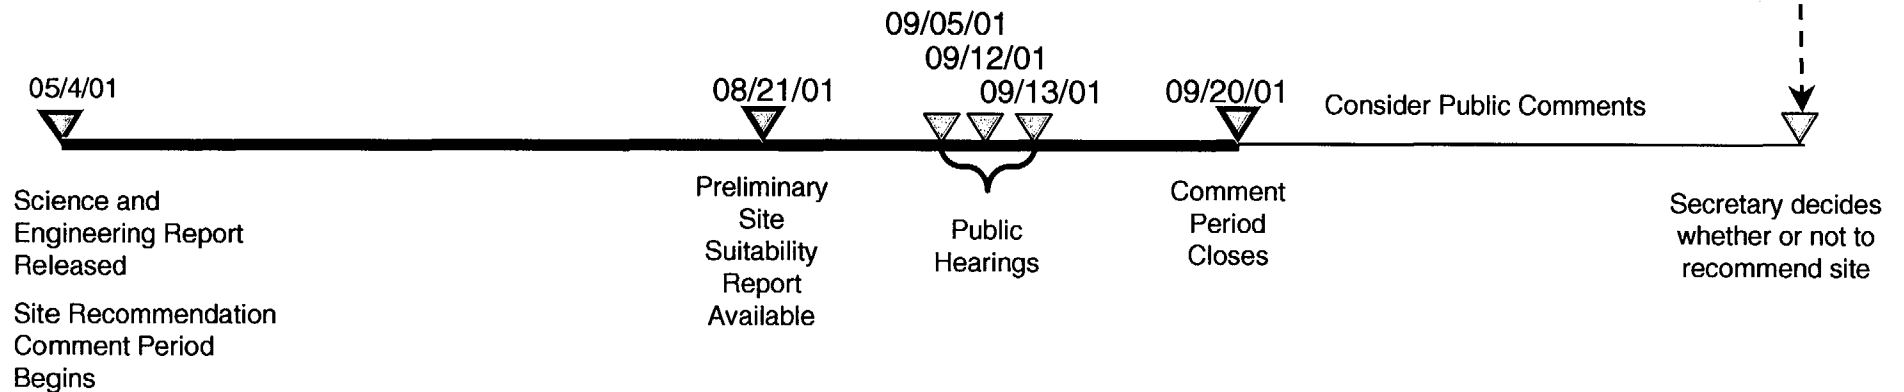 09/05/01
09/12/01
05/4/01
08/21/01
09/13/01
09/20/01
Consider Public Comments
Science and
Engineering Report
Released
Site Recommendation
Comment Period
Begins
Preliminary
Site
Suitability
Report
Available
Public
Hearings
Comment
Period
Closes
Secretary decides
whether or not to
recommend site